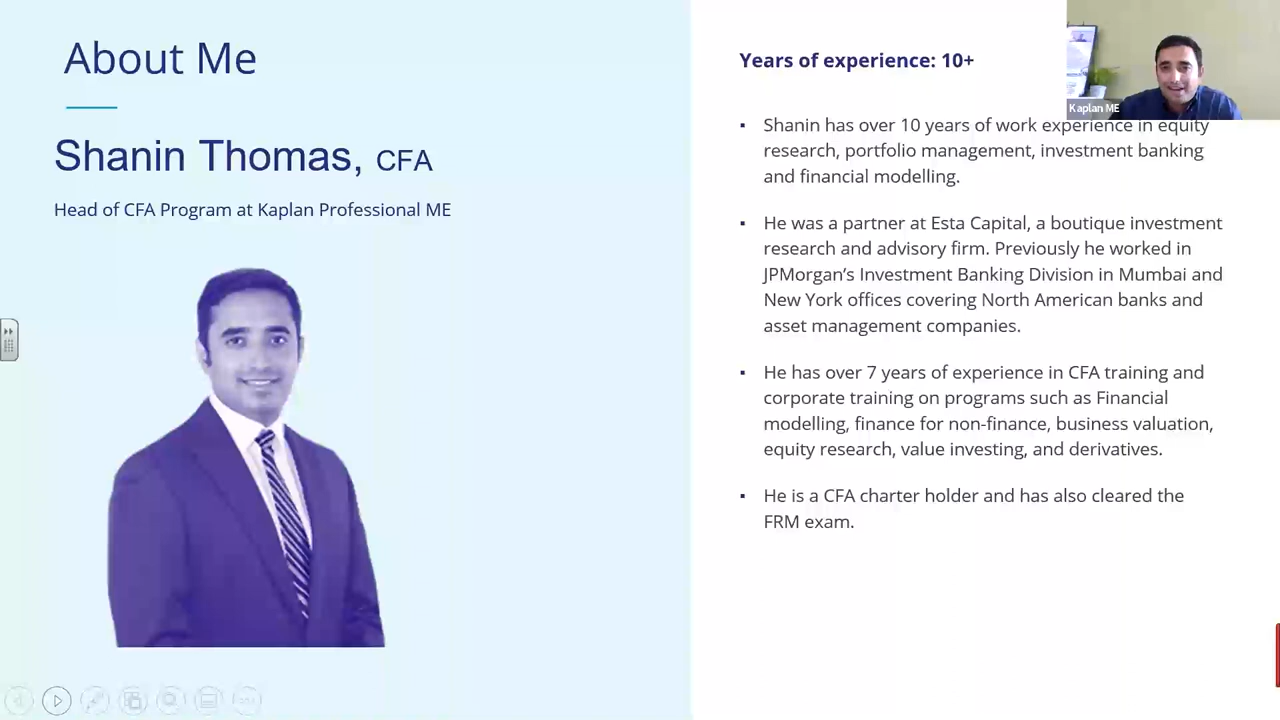 About Me
Shanin Thomas, CFA
Head of CFA Program at Kaplan Professional ME
Years of experience: 10+
Kaplan ME
▪ Shanin has over 10 years of work experience in equity
research, portfolio management, investment banking
and financial modelling.
▪ He was a partner at Esta Capital, a boutique investment
research and advisory firm. Previously he worked in
JPMorgan’s Investment Banking Division in Mumbai and
New York offices covering North American banks and
asset management companies.
▪ He has over 7 years of experience in CFA training and
corporate training on programs such as Financial
modelling, finance for non-finance, business valuation,
equity research, value investing, and derivatives.
▪ He is a CFA charter holder and has also cleared the
FRM exam.